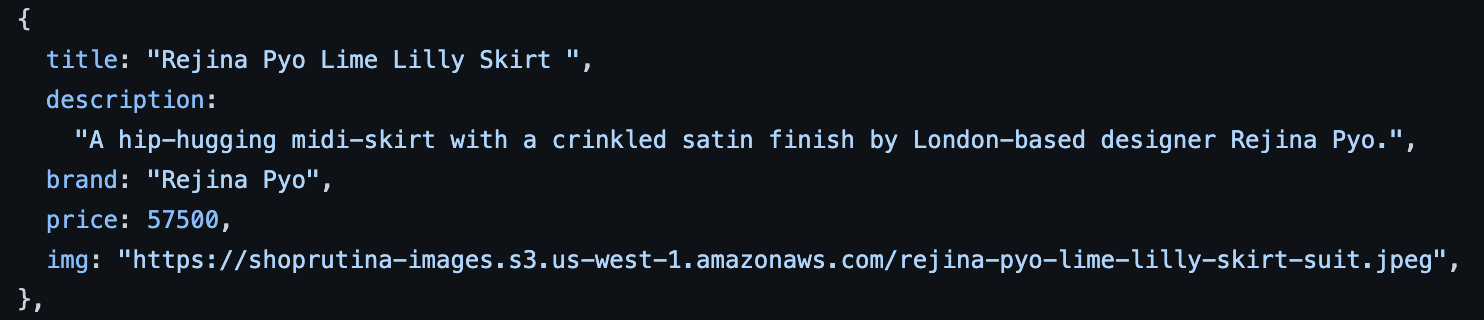 {
  title: "Rejina Pyo Lime Lilly Skirt ",
  description:
    "A hip-hugging midi-skirt with a crinkled satin finish by London-based designer Rejina Pyo.",
  brand: "Rejina Pyo",
  price: 57500,
  img: "https://shoprutina-images.s3.us-west-1.amazonaws.com/rejina-pyo-lime-lilly-skirt-suit.jpeg",
},